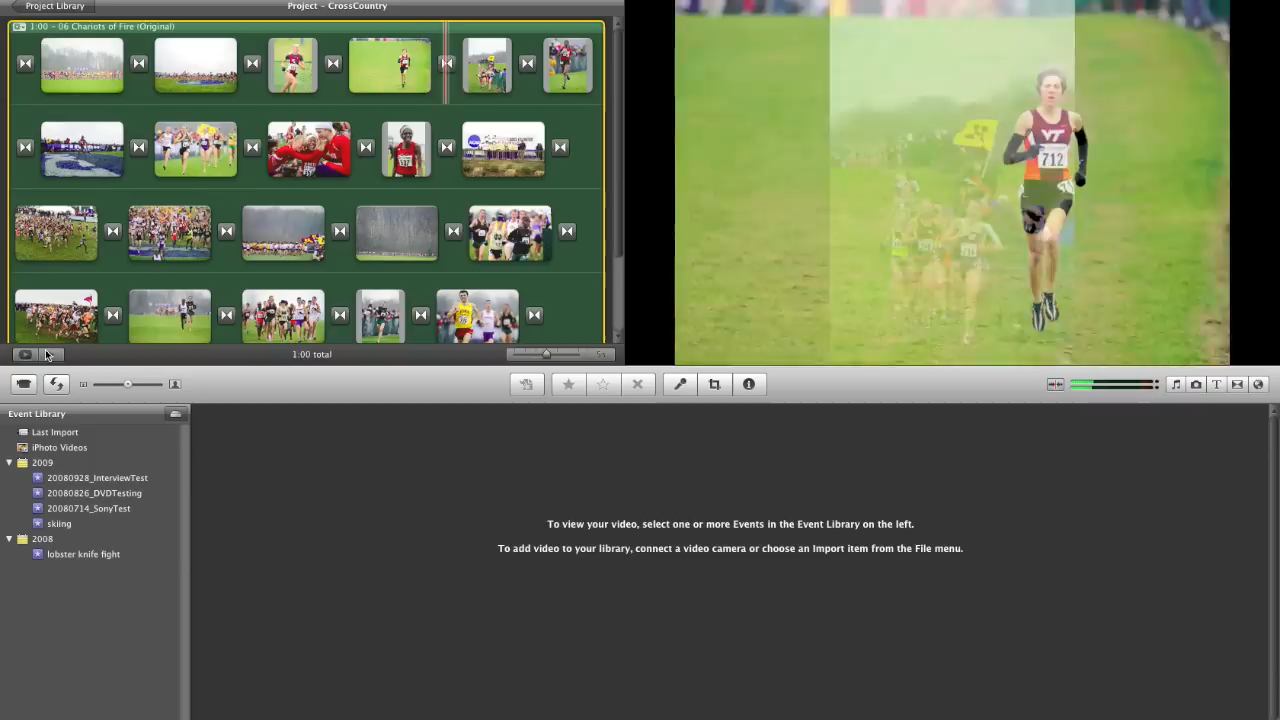 Project Library
Project - CrossCountry
1:00 - 06 Chariots of Fire (Original)
VT
712
1:00 total
5s
Event Library
Last Import
iPhoto Videos
2009
20080928_InterviewTest
20080826_DVDTesting
20080714_SonyTest
skiing
2008
lobster knife fight
To view your video, select one or more Events in the Event Library on the left.
To add video to your library, connect a video camera or choose an Import item from the File menu.